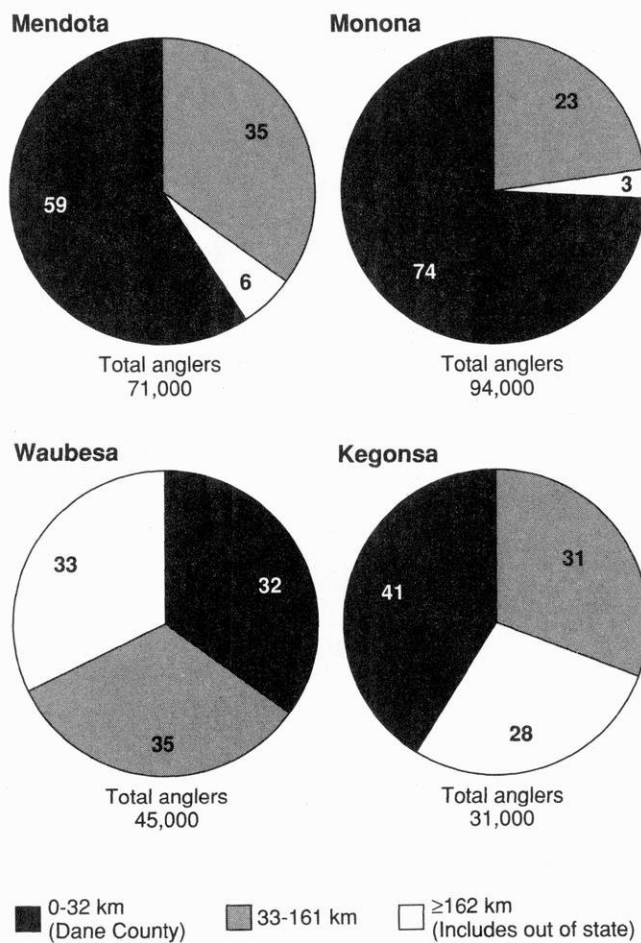 Mendota
35
59
6
Total anglers
71,000
Monona
23
3
74
Total anglers
94,000
Waubesa
33
32
35
Total anglers
45,000
Kegonsa
31
41
28
Total anglers
31,000
0-32 km
(Dane County)
33-161 km
≥162 km
(Includes out of state)